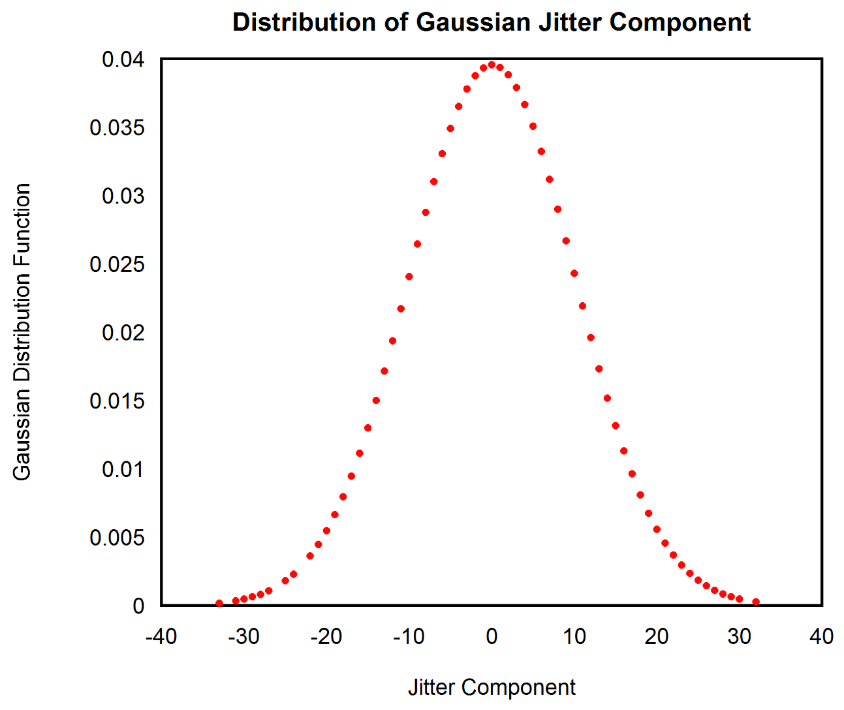 Distribution of Gaussian Jitter Component
0.04
0.035
0.03
0.025
0.02
0.015
0.01
0.005
0
Gaussian Distribution Function
-40 -30 -20 -10 0 10 20 30 40
Jitter Component